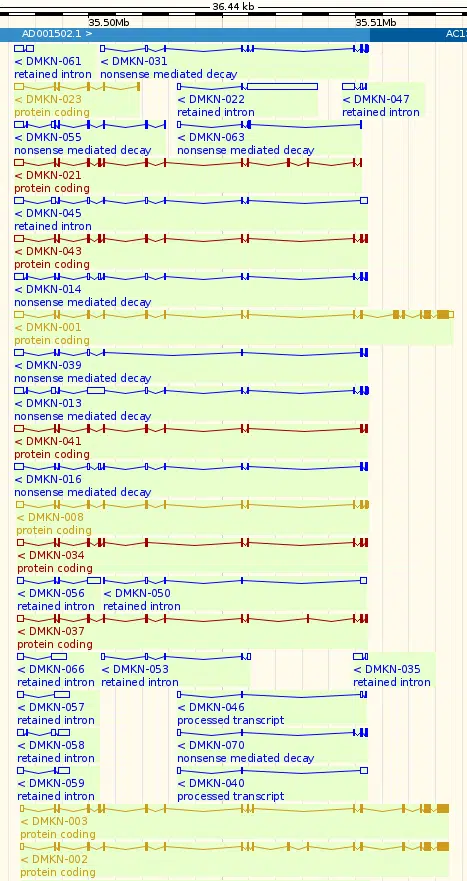 36.44 kb
35.50Mb 35.51Mb
AD001502.1 > AC1
< DMKN-061 < DMKN-031
retained intron nonsense mediated decay
< DMKN-023 < DMKN-022 < DMKN-047
protein coding retained intron retained intron
< DMKN-055 < DMKN-063
nonsense mediated decay nonsense mediated decay
< DMKN-021
protein coding
< DMKN-045
retained intron
< DMKN-043
protein coding
< DMKN-014
nonsense mediated decay
< DMKN-001
protein coding
< DMKN-039
nonsense mediated decay
< DMKN-013
nonsense mediated decay
< DMKN-041
protein coding
< DMKN-016
nonsense mediated decay
< DMKN-008
protein coding
< DMKN-034
protein coding
< DMKN-056 < DMKN-050
retained intron retained intron
< DMKN-037
protein coding
< DMKN-066 < DMKN-053 < DMKN-035
retained intron retained intron retained intron
< DMKN-057 < DMKN-046
retained intron processed transcript
< DMKN-058 < DMKN-070
retained intron nonsense mediated decay
< DMKN-059 < DMKN-040
retained intron processed transcript
< DMKN-003
protein coding
< DMKN-002
protein coding